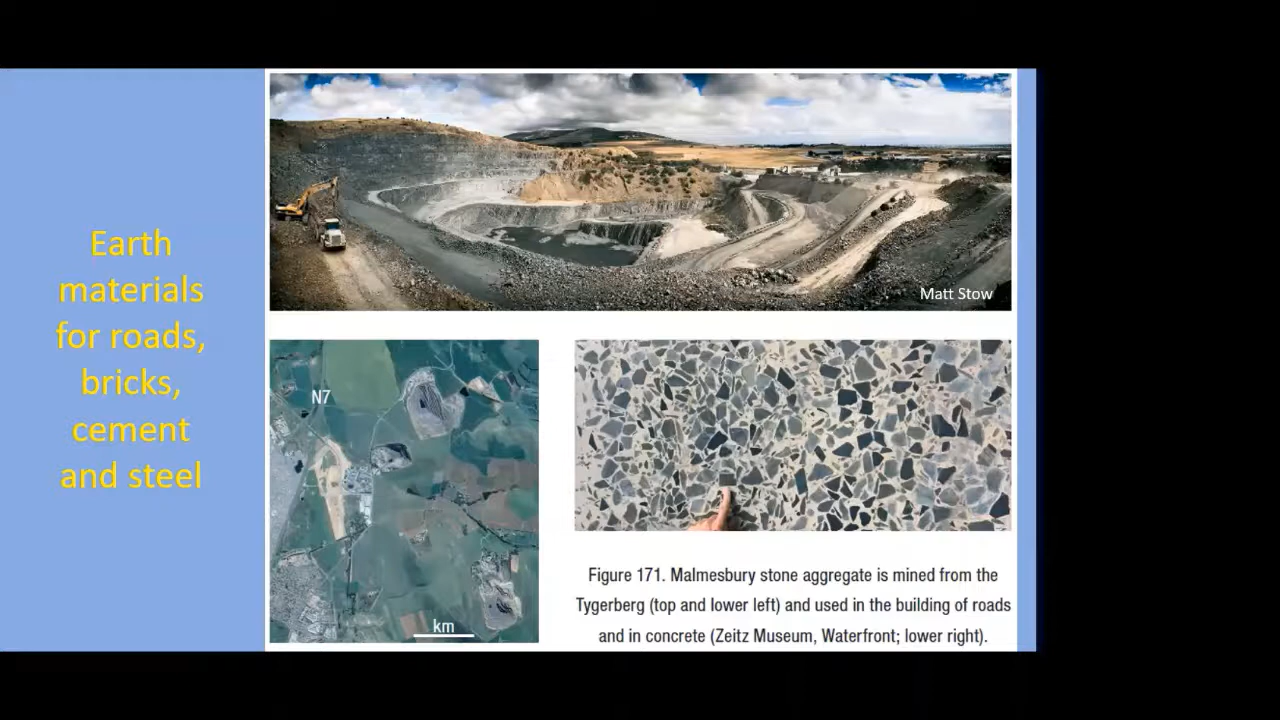 Earth
materials
for roads,
bricks,
cement
and steel
Matt Stow
N7
km
Figure 171. Malmesbury stone aggregate is mined from the
Tygerberg (top and lower left) and used in the building of roads
and in concrete (Zeitz Museum, Waterfront; lower right).